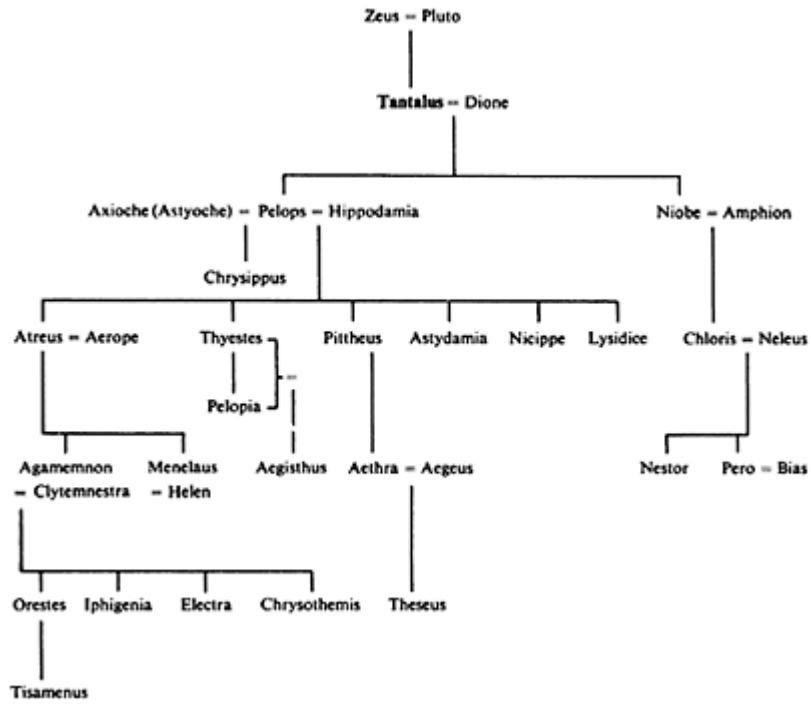 Zeus = Pluto
Tantalus = Dione
Axioche (Astyoche) = Pelops = Hippodamia Niobe = Amphion
Chrysippus
Atreus = Aerope Thyestes Pittheus Astydamia Nicippe Lysidice Chloris = Neleus
=
Pelopia
Agamemnon Menelaus Aegisthus Aethra = Aegeus Nestor Pero = Bias
= Clytemnestra = Helen
Orestes Iphigenia Electra Chrysothemis Theseus
Tisamenus